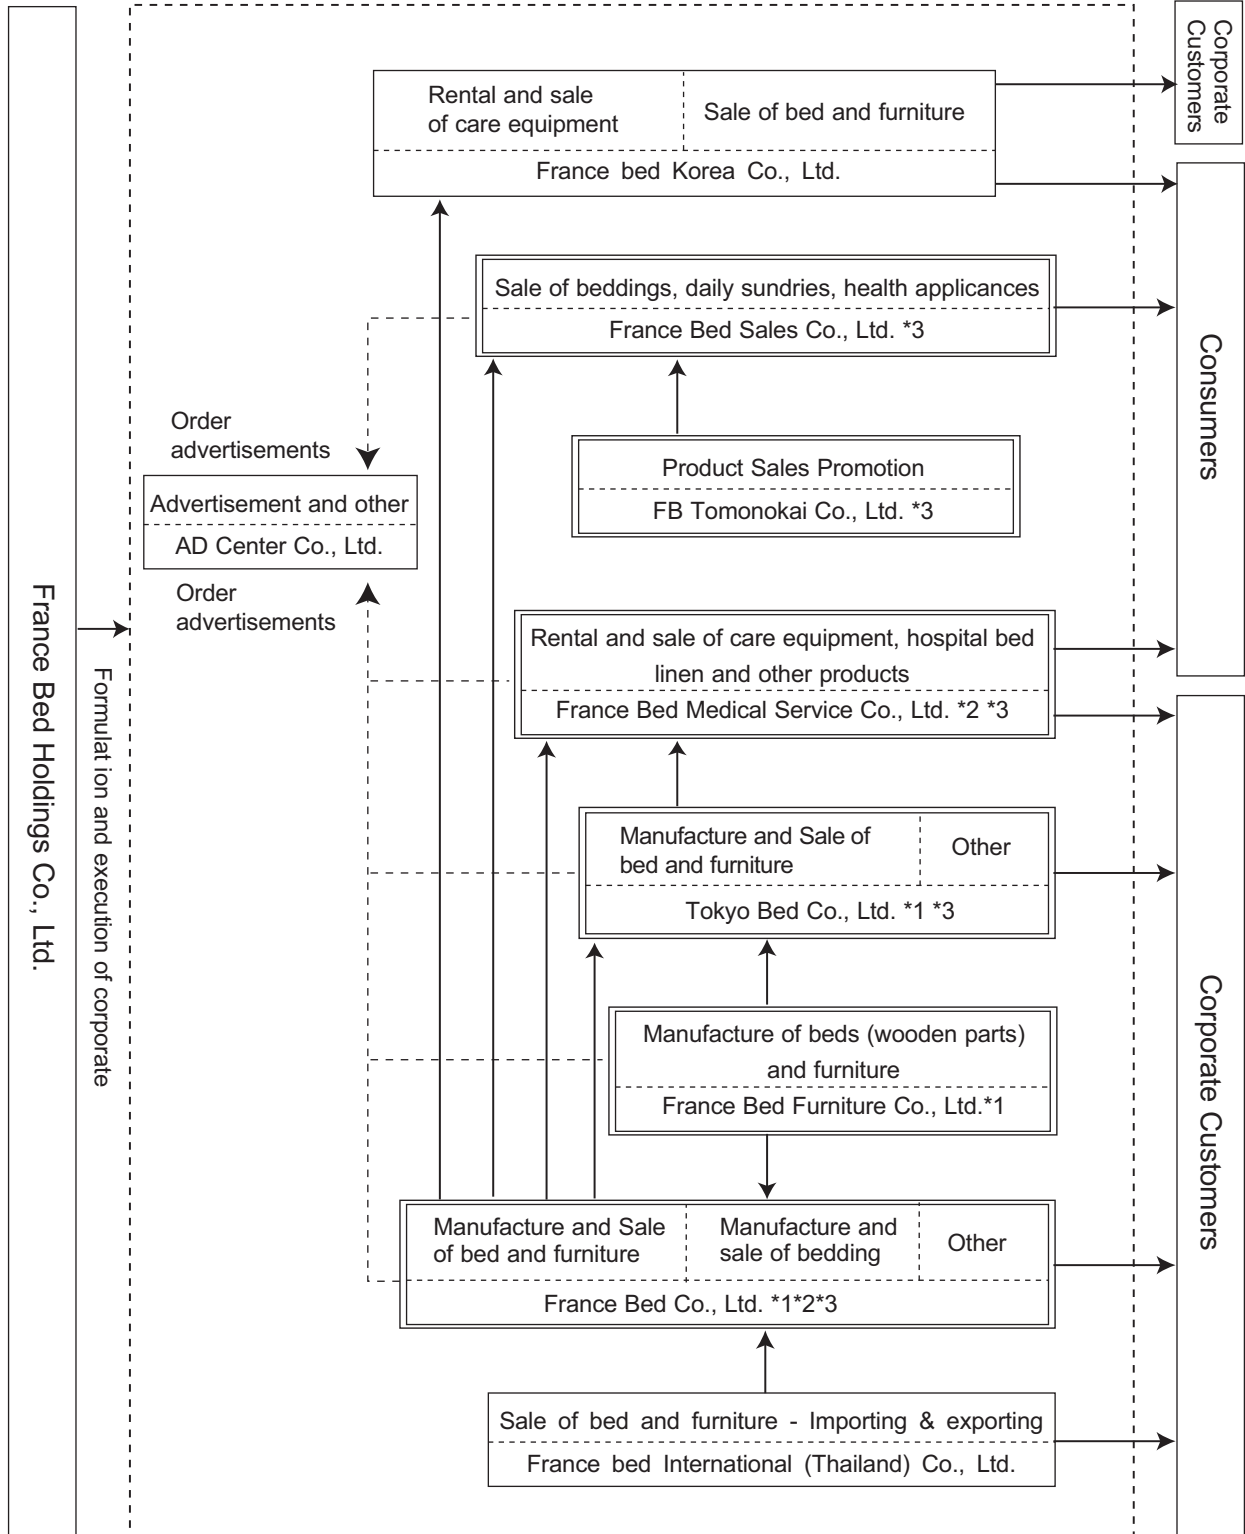 Corporate
Customers
Rental and sale
of care equipment
Sale of bed and furniture
France bed Korea Co., Ltd.
Sale of beddings, daily sundries, health applicances
France Bed Sales Co., Ltd. *3
Consumers
Order
advertisements
Product Sales Promotion
FB Tomonokai Co., Ltd. *3
Advertisement and other
AD Center Co., Ltd.
Order
advertisements
France Bed Holdings Co., Ltd.
Formulat ion and execution of corporate
Rental and sale of care equipment, hospital bed
linen and other products
France Bed Medical Service Co., Ltd. *2 *3
Manufacture and Sale of
bed and furniture
Other
Tokyo Bed Co., Ltd. *1 *3
Corporate Customers
Manufacture of beds (wooden parts)
and furniture
France Bed Furniture Co., Ltd.*1
Manufacture and Sale
of bed and furniture
Manufacture and
sale of bedding
Other
France Bed Co., Ltd. *1*2*3
Sale of bed and furniture - Importing & exporting
France bed International (Thailand) Co., Ltd.